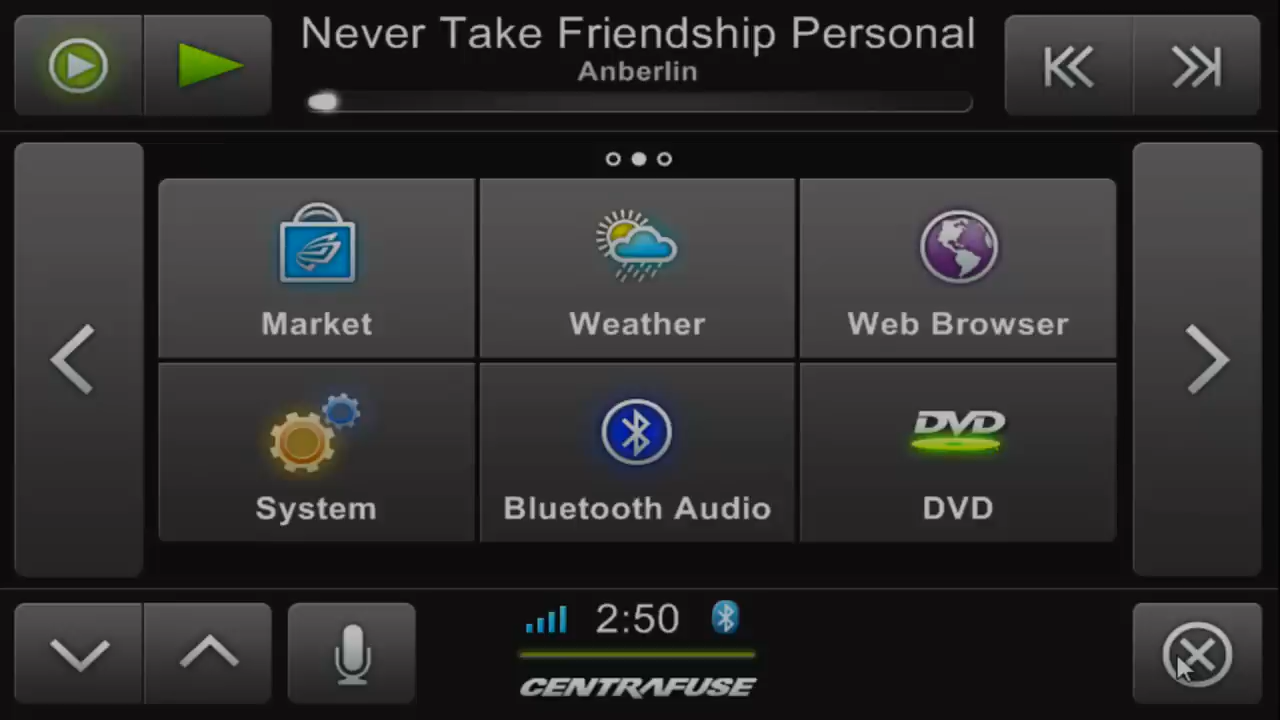 Never Take Friendship Personal
Anberlin
Market
Weather
Web Browser
System
Bluetooth Audio
DVD
DVD
2:50
CENTRAFUSE